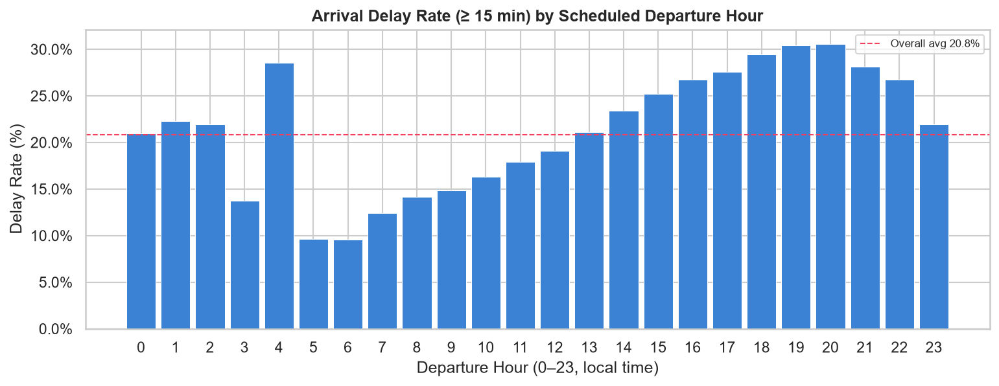 Arrival Delay Rate (≥ 15 min) by Scheduled Departure Hour
Overall avg 20.8%
Delay Rate (%)
30.0%
25.0%
20.0%
15.0%
10.0%
5.0%
0.0%
0 1 2 3 4 5 6 7 8 9 10 11 12 13 14 15 16 17 18 19 20 21 22 23
Departure Hour (0–23, local time)